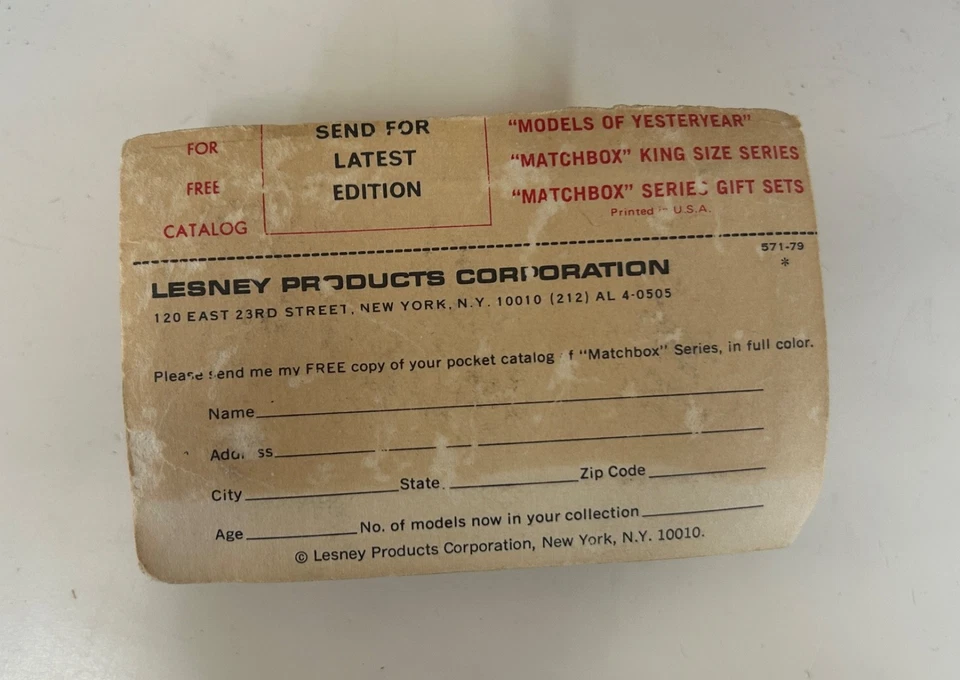 FOR
FREE
CATALOG
SEND FOR
LATEST
EDITION
"MODELS OF YESTERYEAR"
"MATCHBOX" KING SIZE SERIES
"MATCHBOX" SERIES GIFT SETS
Printed in U.S.A.
571-79
*
LESNEY PRODUCTS CORPORATION
120 EAST 23RD STREET, NEW YORK, N.Y. 10010 (212) AL 4-0505
Please send me my FREE copy of your pocket catalog of "Matchbox" Series, in full color.
Name
Address
City State Zip Code
Age No. of models now in your collection
© Lesney Products Corporation, New York, N.Y. 10010.